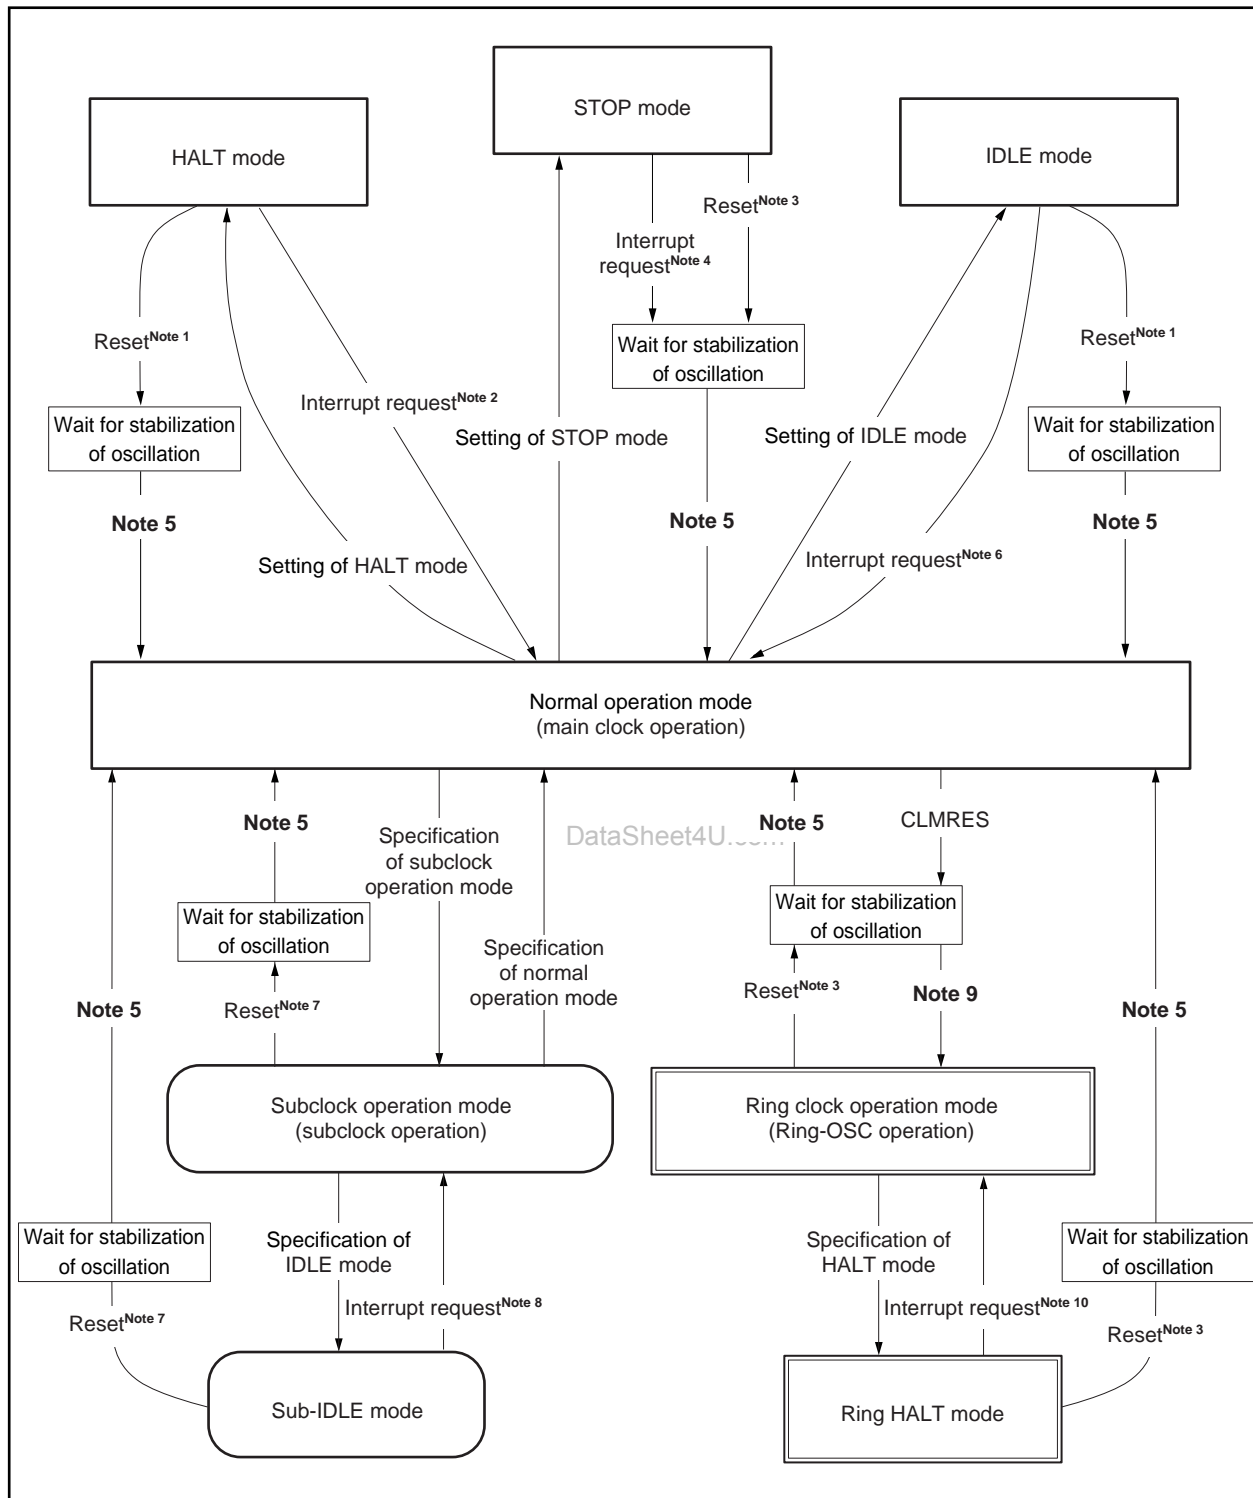 STOP mode
HALT mode
IDLE mode
Reset Note 3
Interrupt
request Note 4
Reset Note 1
Wait for stabilization
of oscillation
Reset Note 1
Wait for stabilization
of oscillation
Interrupt request Note 2
Setting of STOP mode
Setting of IDLE mode
Wait for stabilization
of oscillation
Note 5
Note 5
Note 5
Setting of HALT mode
Interrupt request Note 6
Normal operation mode
(main clock operation)
Note 5
Specification
of subclock
operation mode
DataSheet4U.com
Note 5
CLMRES
Wait for stabilization
of oscillation
Wait for stabilization
of oscillation
Specification
of normal
operation mode
Note 5
Reset Note 7
Reset Note 3
Note 9
Note 5
Subclock operation mode
(subclock operation)
Ring clock operation mode
(Ring-OSC operation)
Wait for stabilization
of oscillation
Specification of
IDLE mode
Specification of
HALT mode
Wait for stabilization
of oscillation
Reset Note 7
Interrupt request Note 8
Interrupt request Note 10
Reset Note 3
Sub-IDLE mode
Ring HALT mode